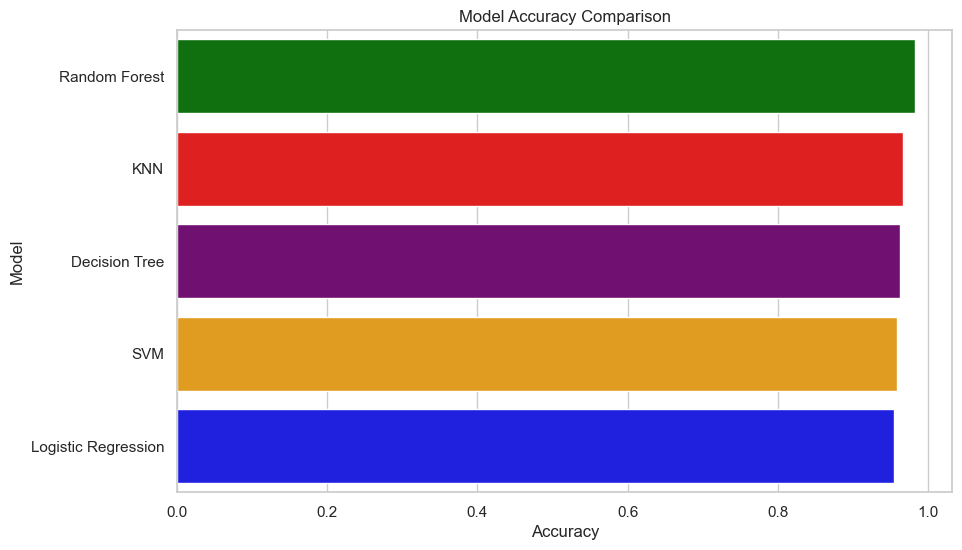 Model Accuracy Comparison
Model
Random Forest
KNN
Decision Tree
SVM
Logistic Regression
0.0 0.2 0.4 0.6 0.8 1.0
Accuracy